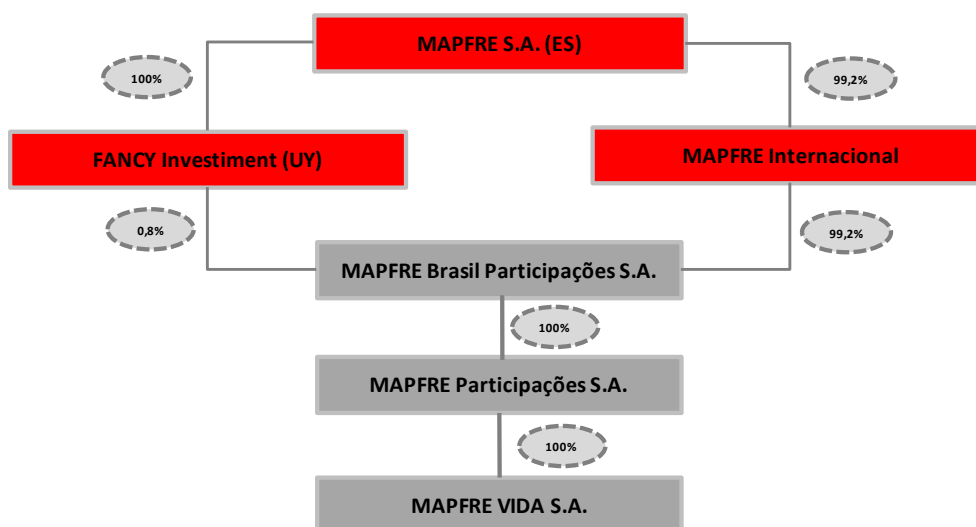 MAPFRE S.A. (ES)
100%
99,2%
FANCY Investiment (UY)
MAPFRE Internacional
0,8%
99,2%
MAPFRE Brasil Participações S.A.
100%
MAPFRE Participações S.A.
100%
MAPFRE VIDA S.A.